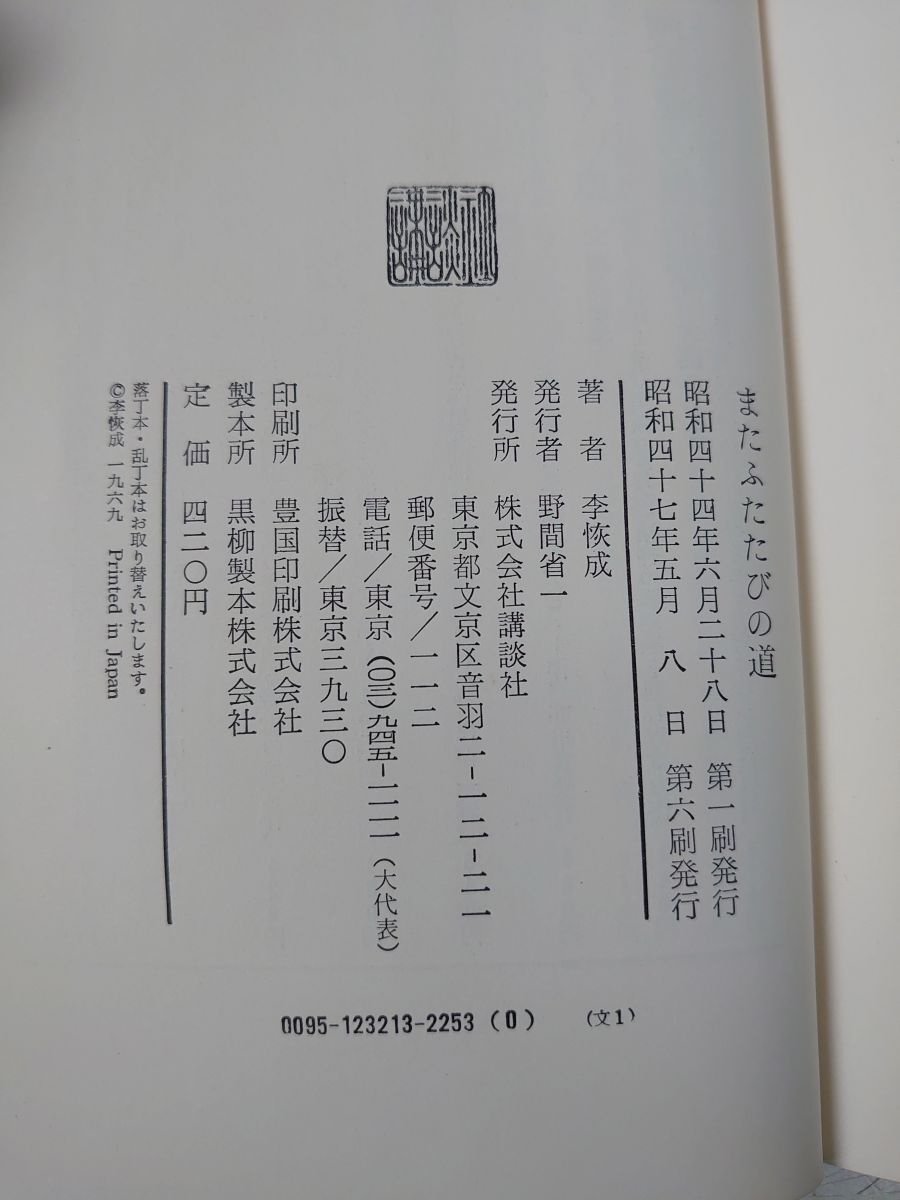 講談社
またふたたびの道
昭和四十四年六月二十八日 第一刷発行
昭和四十七年五月 八 日 第六刷発行
著 者 李恢成
発行者 野間省一
発行所 株式会社講談社
東京都文京区音羽二-一二-二一
郵便番号/一一二
電話/東京(〇三)九四五-一一一一(大代表)
振替/東京三九三〇
印刷所 豊国印刷株式会社
製本所 黒柳製本株式会社
定 価 四二〇円
落丁本・乱丁本はお取り替えいたします。
©李恢成 一九六九 Printed in Japan
0095-123213-2253 (0) (文1)